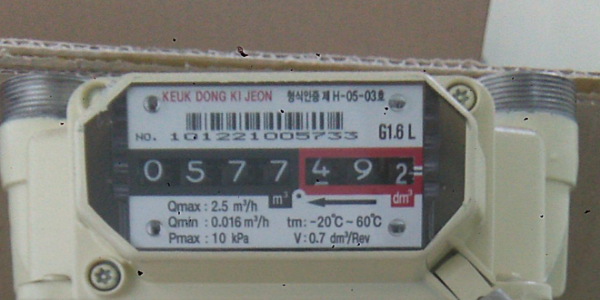 KEUK DONG KI JEON 형식인증 제 H-05-03호
NO. 101221005733 G1.6 L
0 5 7 7 4 9 2
m³ dm³
Qmax : 2.5 m³/h
Qmin : 0.016 m³/h tm: -20℃ ~ 60℃
Pmax : 10 kPa V : 0.7 dm³/Rev